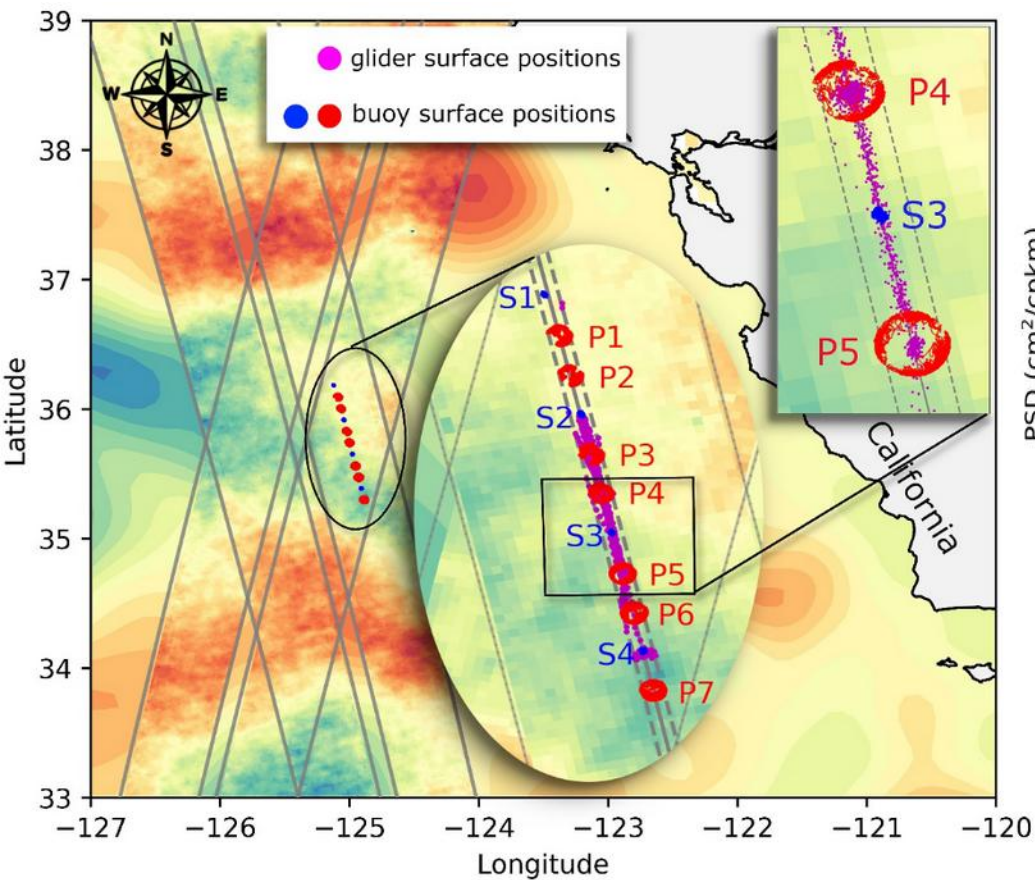 39
38
37
36
35
34
33
−127
−126
−125
−124
−123
−122
−121
−120
Latitude
Longitude
N
W
E
S
glider surface positions
buoy surface positions
S1
P1
P2
S2
P3
P4
S3
P5
P6
S4
P7
P4
S3
P5
California
PSD (cm²/cpkm)